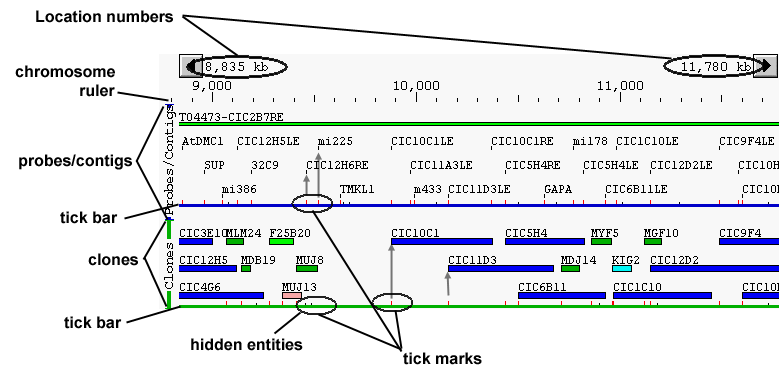 Location numbers
8,835 kb 11,780 kb
chromosome ruler
9,000 10,000 11,000
T04473-CIC2B7RE
AtDMC1 CIC12H5LE mi225 CIC10C1LE CIC10C1RE mi178 CIC1C10LE CIC9F4LE
probes/contigs
Probes/Contigs
SUP 32C9 CIC12H6RE CIC11A3LE CIC5H4RE CIC5H4LE CIC12D2LE CIC10H
mi386 TMKL1 m433 CIC11D3LE GAPA CIC6B11LE CIC10
tick bar
CIC3E10 MLM24 F25B20 CIC10C1 CIC5H4 MYF5 MGF10 CIC9F4
clones
Clones
CIC12H5 MDB19 MUJ8 CIC11D3 MDJ14 KIG2 CIC12D2
CIC4G6 MUJ13 CIC6B11 CIC1C10 CIC10
tick bar
hidden entities
tick marks